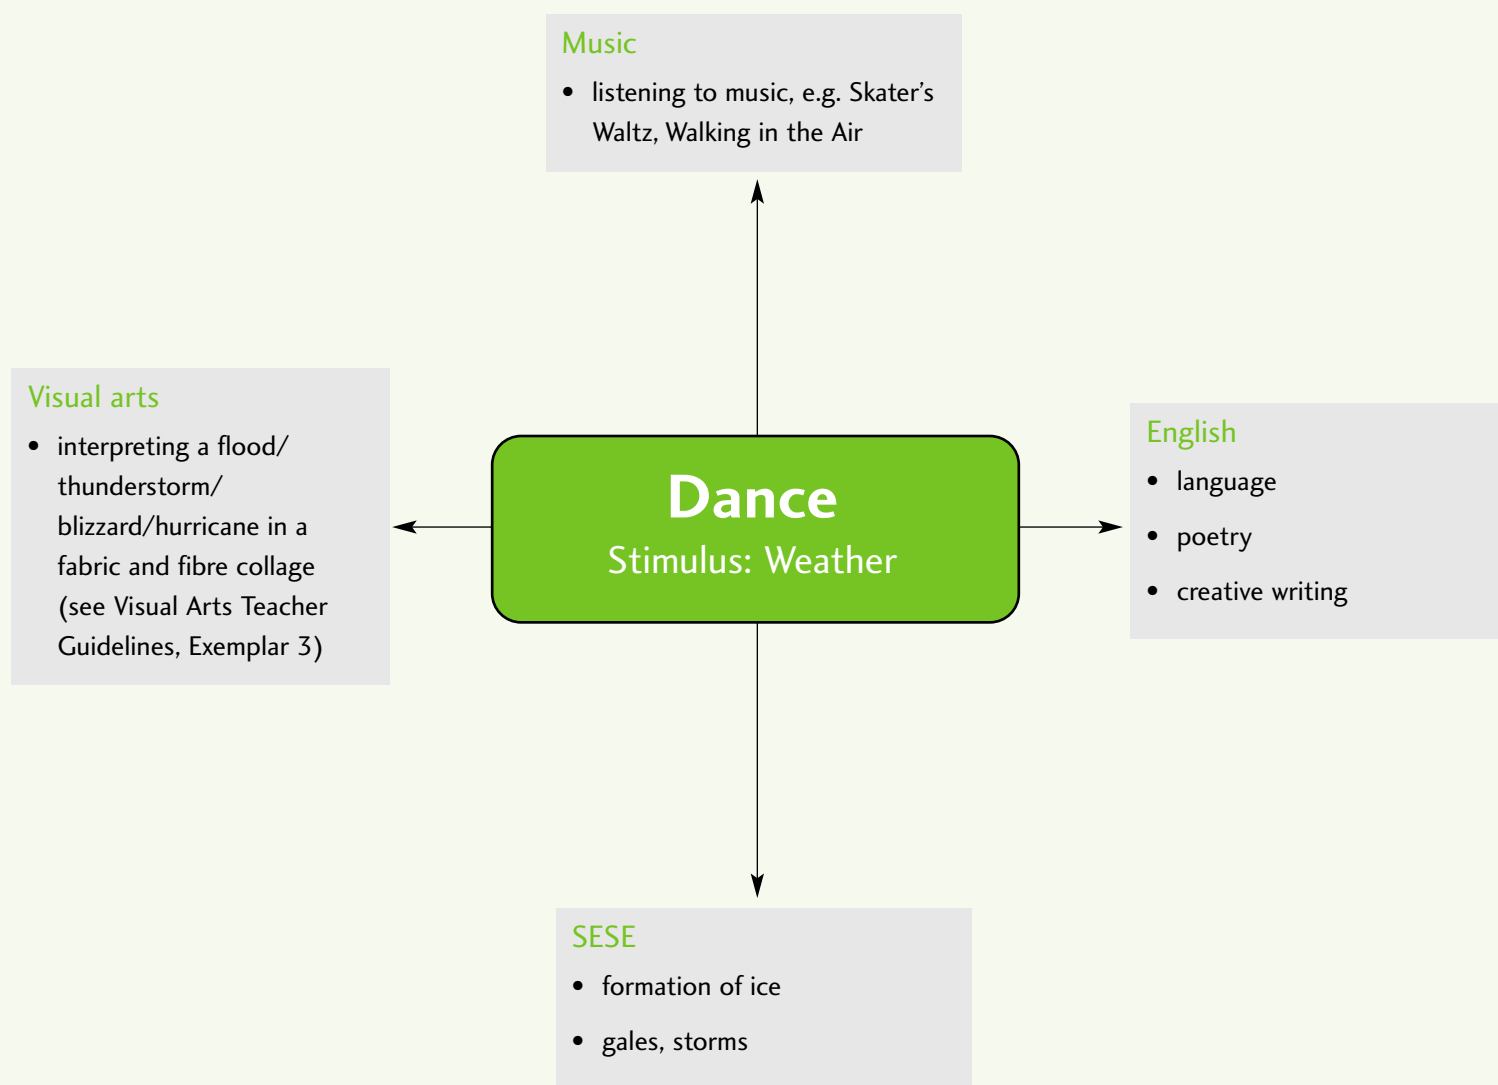 Music
• listening to music, e.g. Skater’s
Waltz, Walking in the Air
Visual arts
• interpreting a flood/
thunderstorm/
blizzard/hurricane in a
fabric and fibre collage
(see Visual Arts Teacher
Guidelines, Exemplar 3)
Dance
Stimulus: Weather
English
• language
• poetry
• creative writing
SESE
• formation of ice
• gales, storms